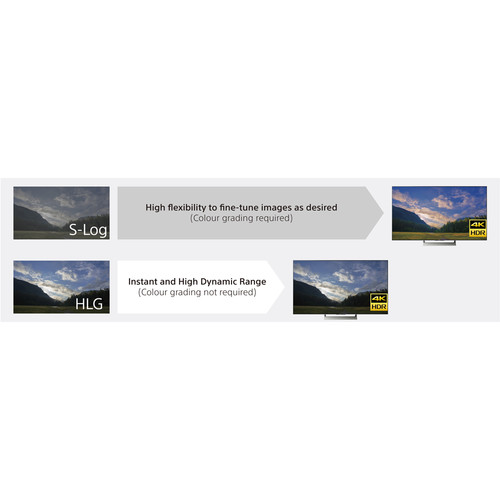 S-Log
High flexibility to fine-tune images as desired
(Colour grading required)
4K
HDR
HLG
Instant and High Dynamic Range
(Colour grading not required)
4K
HDR